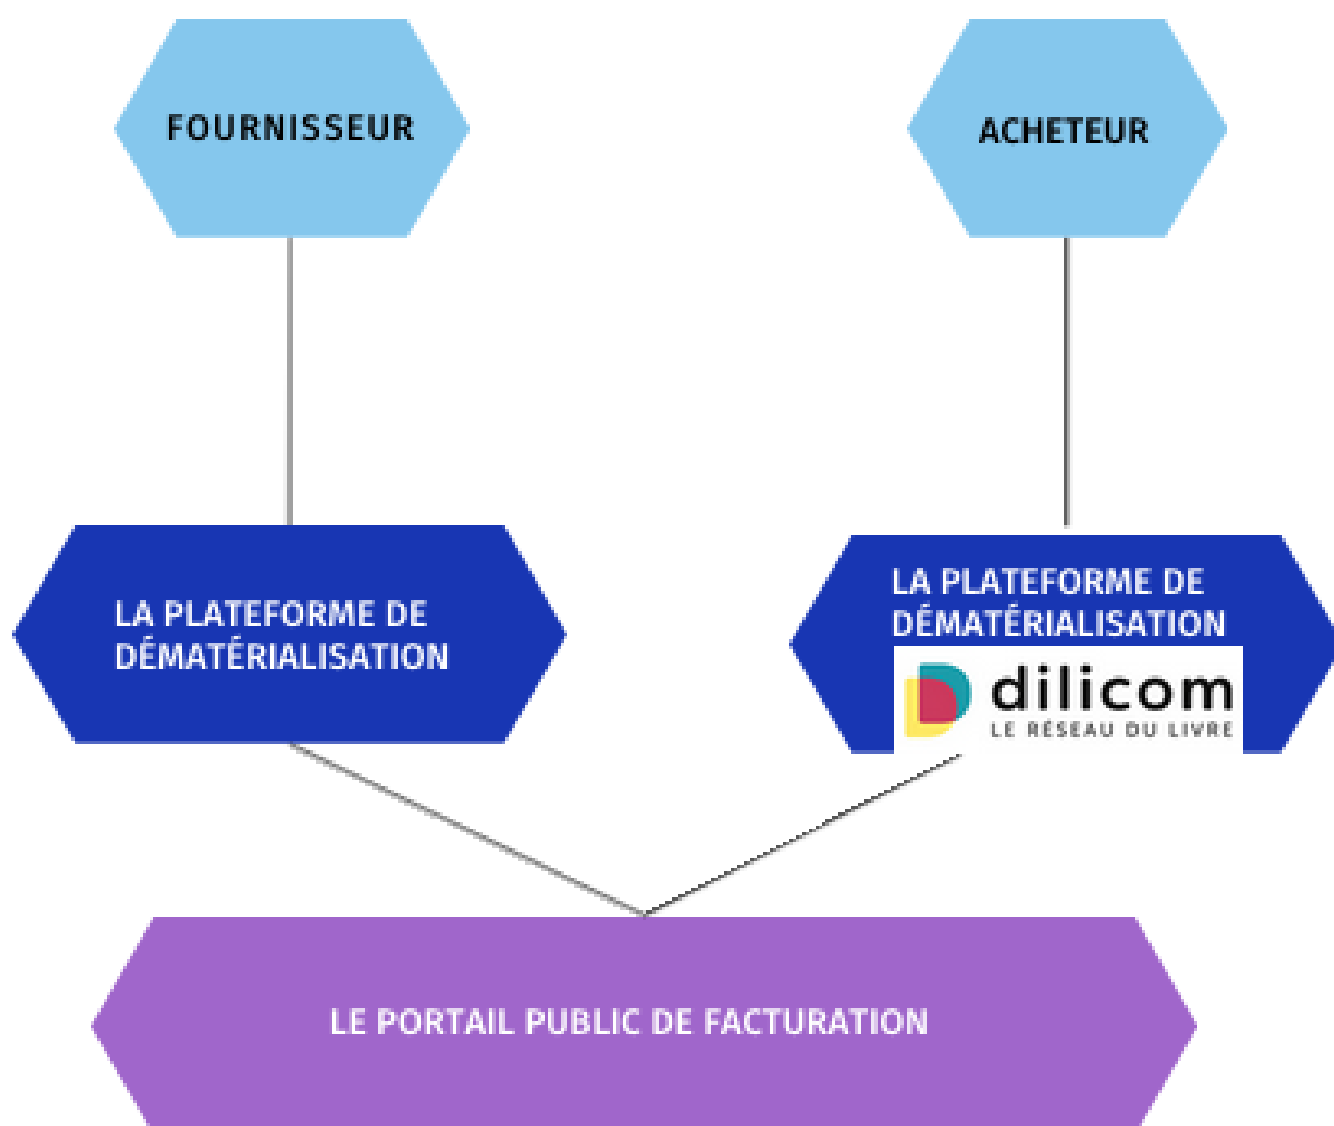 FOURNISSEUR
ACHETEUR
LA PLATEFORME DE
DÉMATÉRIALISATION
LA PLATEFORME DE
DÉMATÉRIALISATION
dilicom
LE RÉSEAU DU LIVRE
LE PORTAIL PUBLIC DE FACTURATION